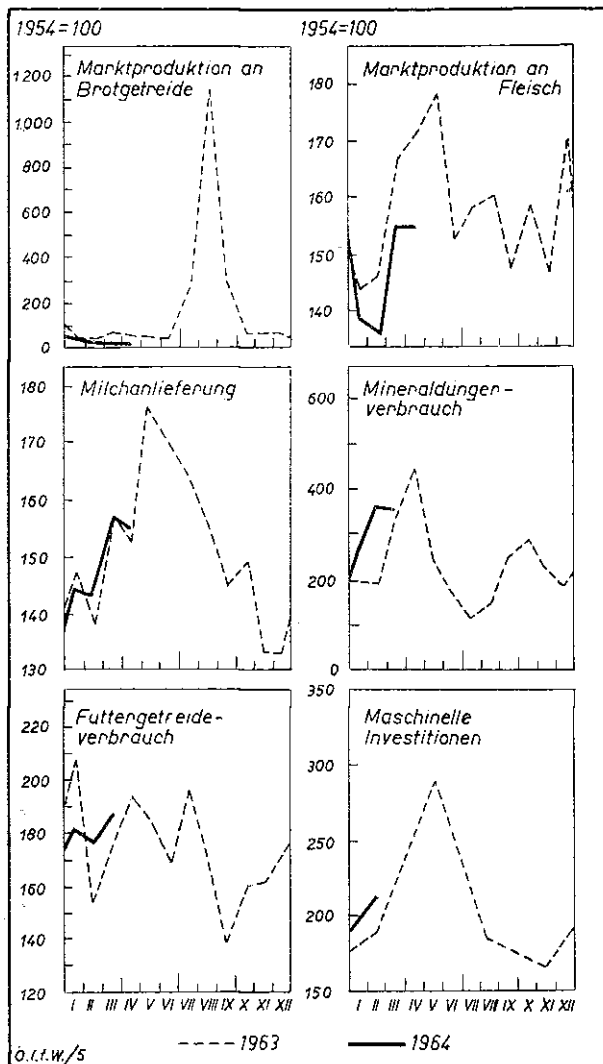 1954=100
1954=100
Marktproduktion an
Brotgetreide
1200
1.000
800
600
400
200
0
Marktproduktion an
Fleisch
180
170
160
150
140
Milchanlieferung
180
170
160
150
140
130
Mineraldünger-
verbrauch
600
400
200
0
Futtengetreide-
verbrauch
220
200
180
160
140
120
Maschinelle
Investitionen
350
300
250
200
150
I II III IV V VI VII VIII IX X XI XII
I II III IV V VI VII VIII IX X XI XII
ö.i.f.w./5
1963
1964